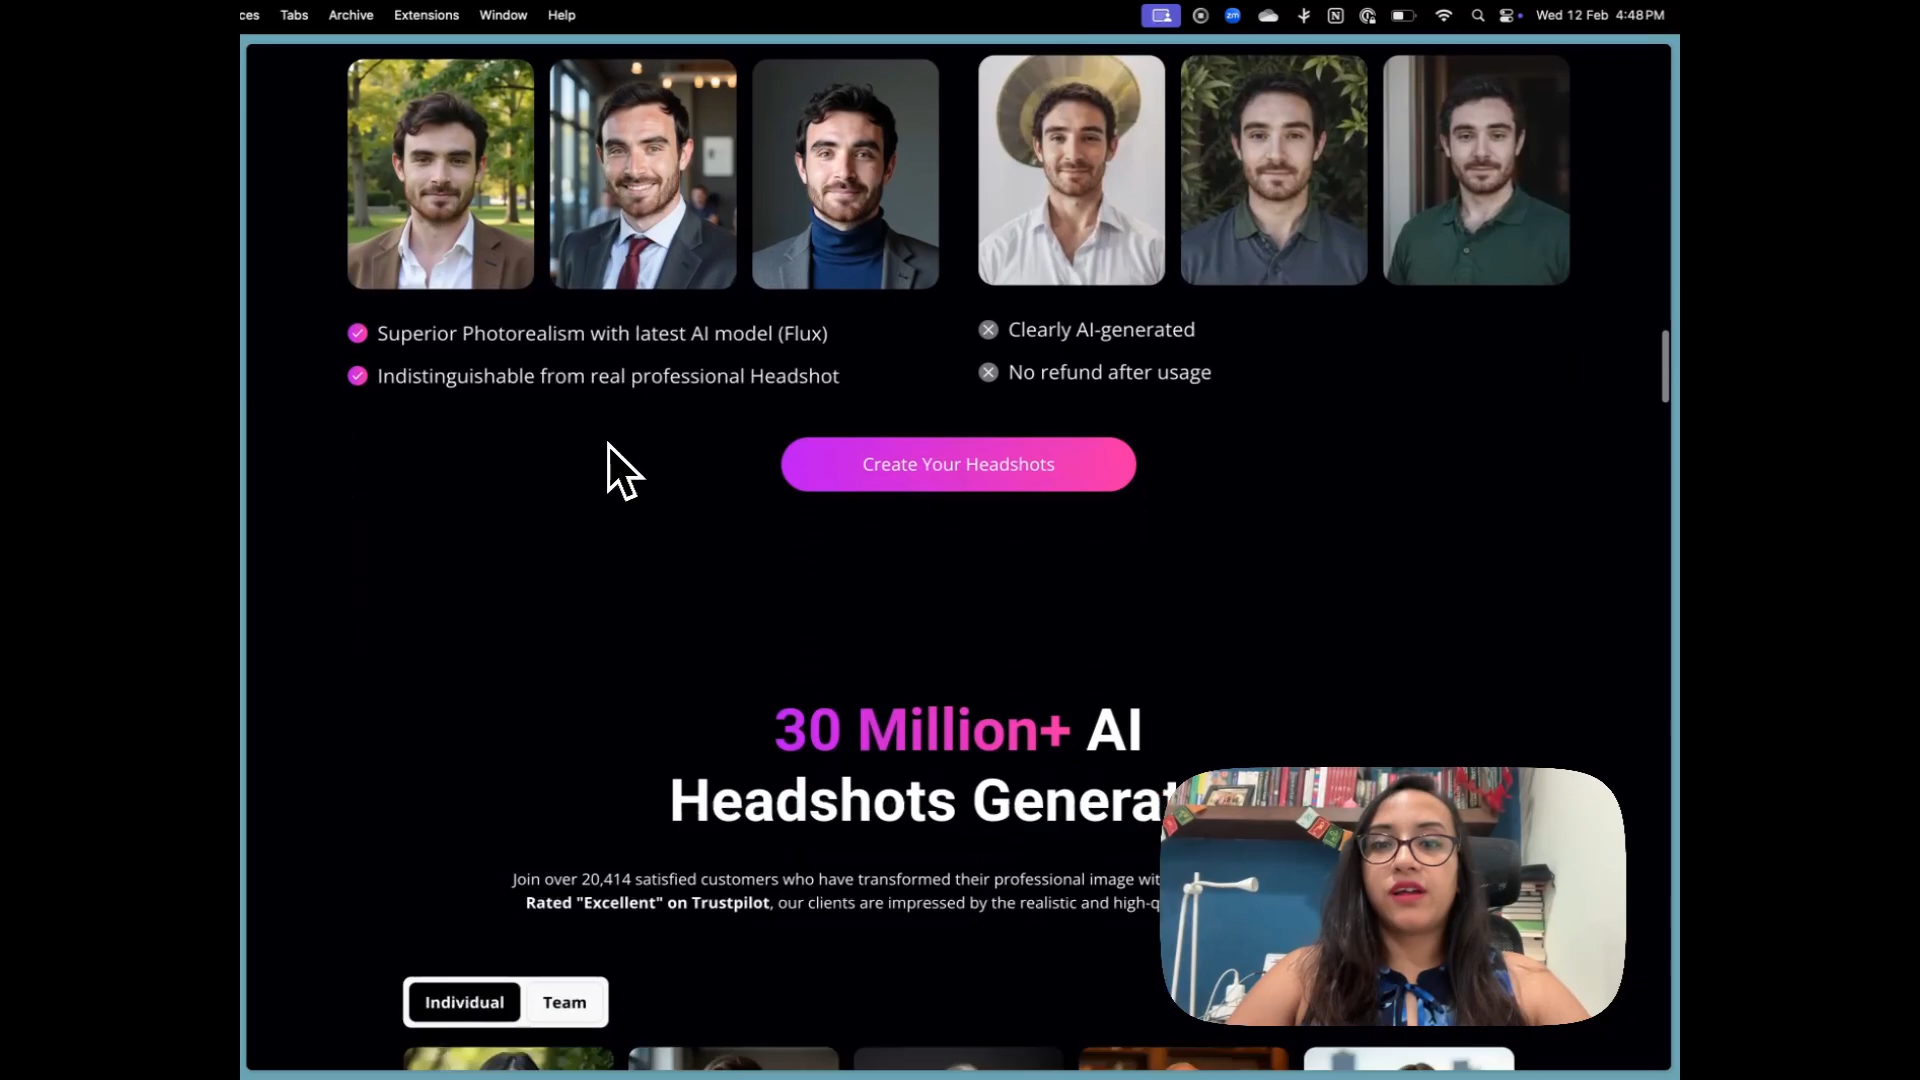 ces Tabs Archive Extensions Window Help zm N Wed 12 Feb 4:48 PM
Superior Photorealism with latest AI model (Flux)
Indistinguishable from real professional Headshot
Clearly AI-generated
No refund after usage
Create Your Headshots
30 Million+ AI
Headshots Generat
Join over 20,414 satisfied customers who have transformed their professional image wit
Rated "Excellent" on Trustpilot, our clients are impressed by the realistic and high-q
Individual Team